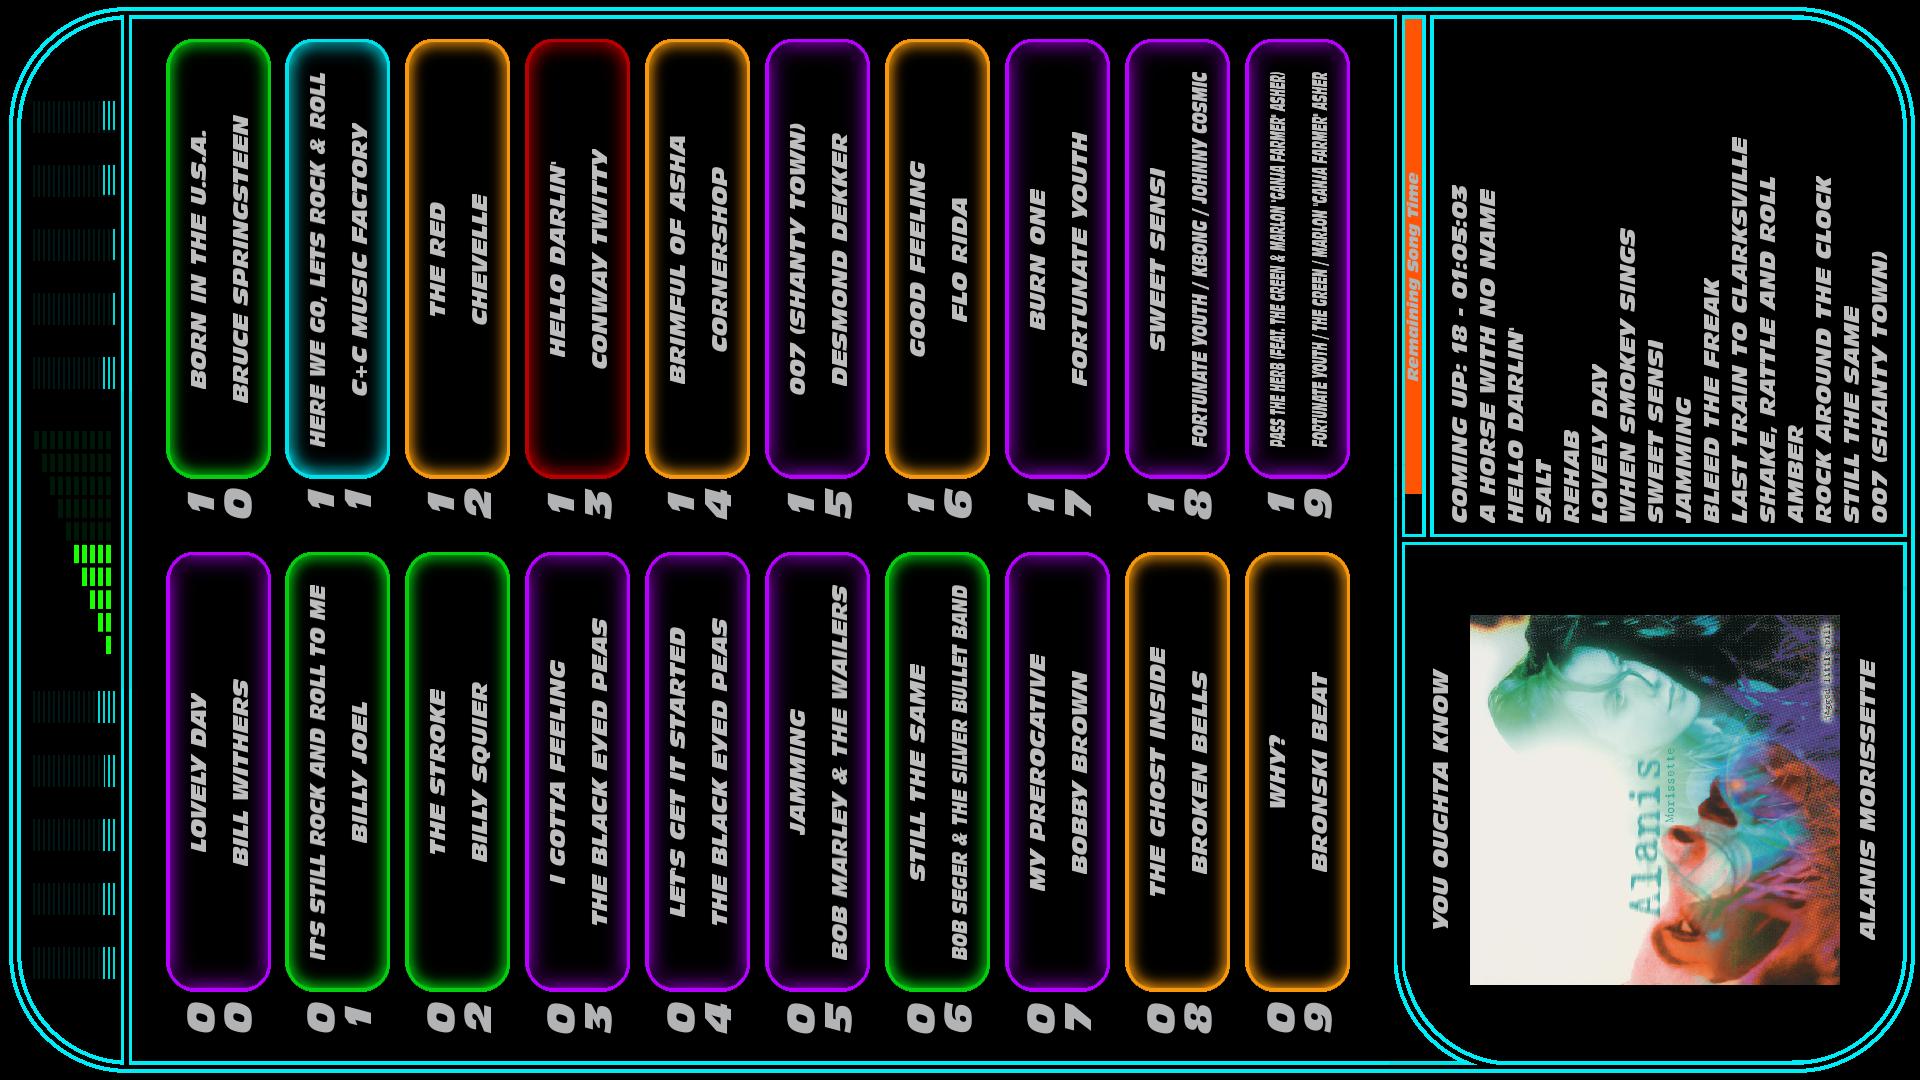 00
LOVELY DAY
BILL WITHERS
01
IT'S STILL ROCK AND ROLL TO ME
BILLY JOEL
02
THE STROKE
BILLY SQUIER
03
I GOTTA FEELING
THE BLACK EYED PEAS
04
LET'S GET IT STARTED
THE BLACK EYED PEAS
05
JAMMING
BOB MARLEY & THE WAILERS
06
STILL THE SAME
BOB SEGER & THE SILVER BULLET BAND
07
MY PREROGATIVE
BOBBY BROWN
08
THE GHOST INSIDE
BROKEN BELLS
09
WHY?
BRONSKI BEAT
10
BORN IN THE U.S.A.
BRUCE SPRINGSTEEN
11
HERE WE GO, LET'S ROCK & ROLL
C+C MUSIC FACTORY
12
THE RED
CHEVELLE
13
HELLO DARLIN'
CONWAY TWITTY
14
BRIMFUL OF ASHA
CORNERSHOP
15
007 (SHANTY TOWN)
DESMOND DEKKER
16
GOOD FEELING
FLO RIDA
17
BURN ONE
FORTUNATE YOUTH
18
SWEET SENSI
FORTUNATE YOUTH / KBONG / JOHNNY COSMIC
19
PASS THE HERB (FEAT. THE GREEN & MARLON "GANJA FARMER" ASHER)
FORTUNATE YOUTH / THE GREEN / MARLON "GANJA FARMER" ASHER
YOU OUGHTA KNOW
Alanis
Morissette
jagged little pill
ALANIS MORISSETTE
Remaining Song Time
COMING UP: 18 - 01:05:03
A HORSE WITH NO NAME
HELLO DARLIN'
SALT
REHAB
LOVELY DAY
WHEN SMOKEY SINGS
SWEET SENSI
JAMMING
BLEED THE FREAK
LAST TRAIN TO CLARKSVILLE
SHAKE, RATTLE AND ROLL
AMBER
ROCK AROUND THE CLOCK
STILL THE SAME
007 (SHANTY TOWN)